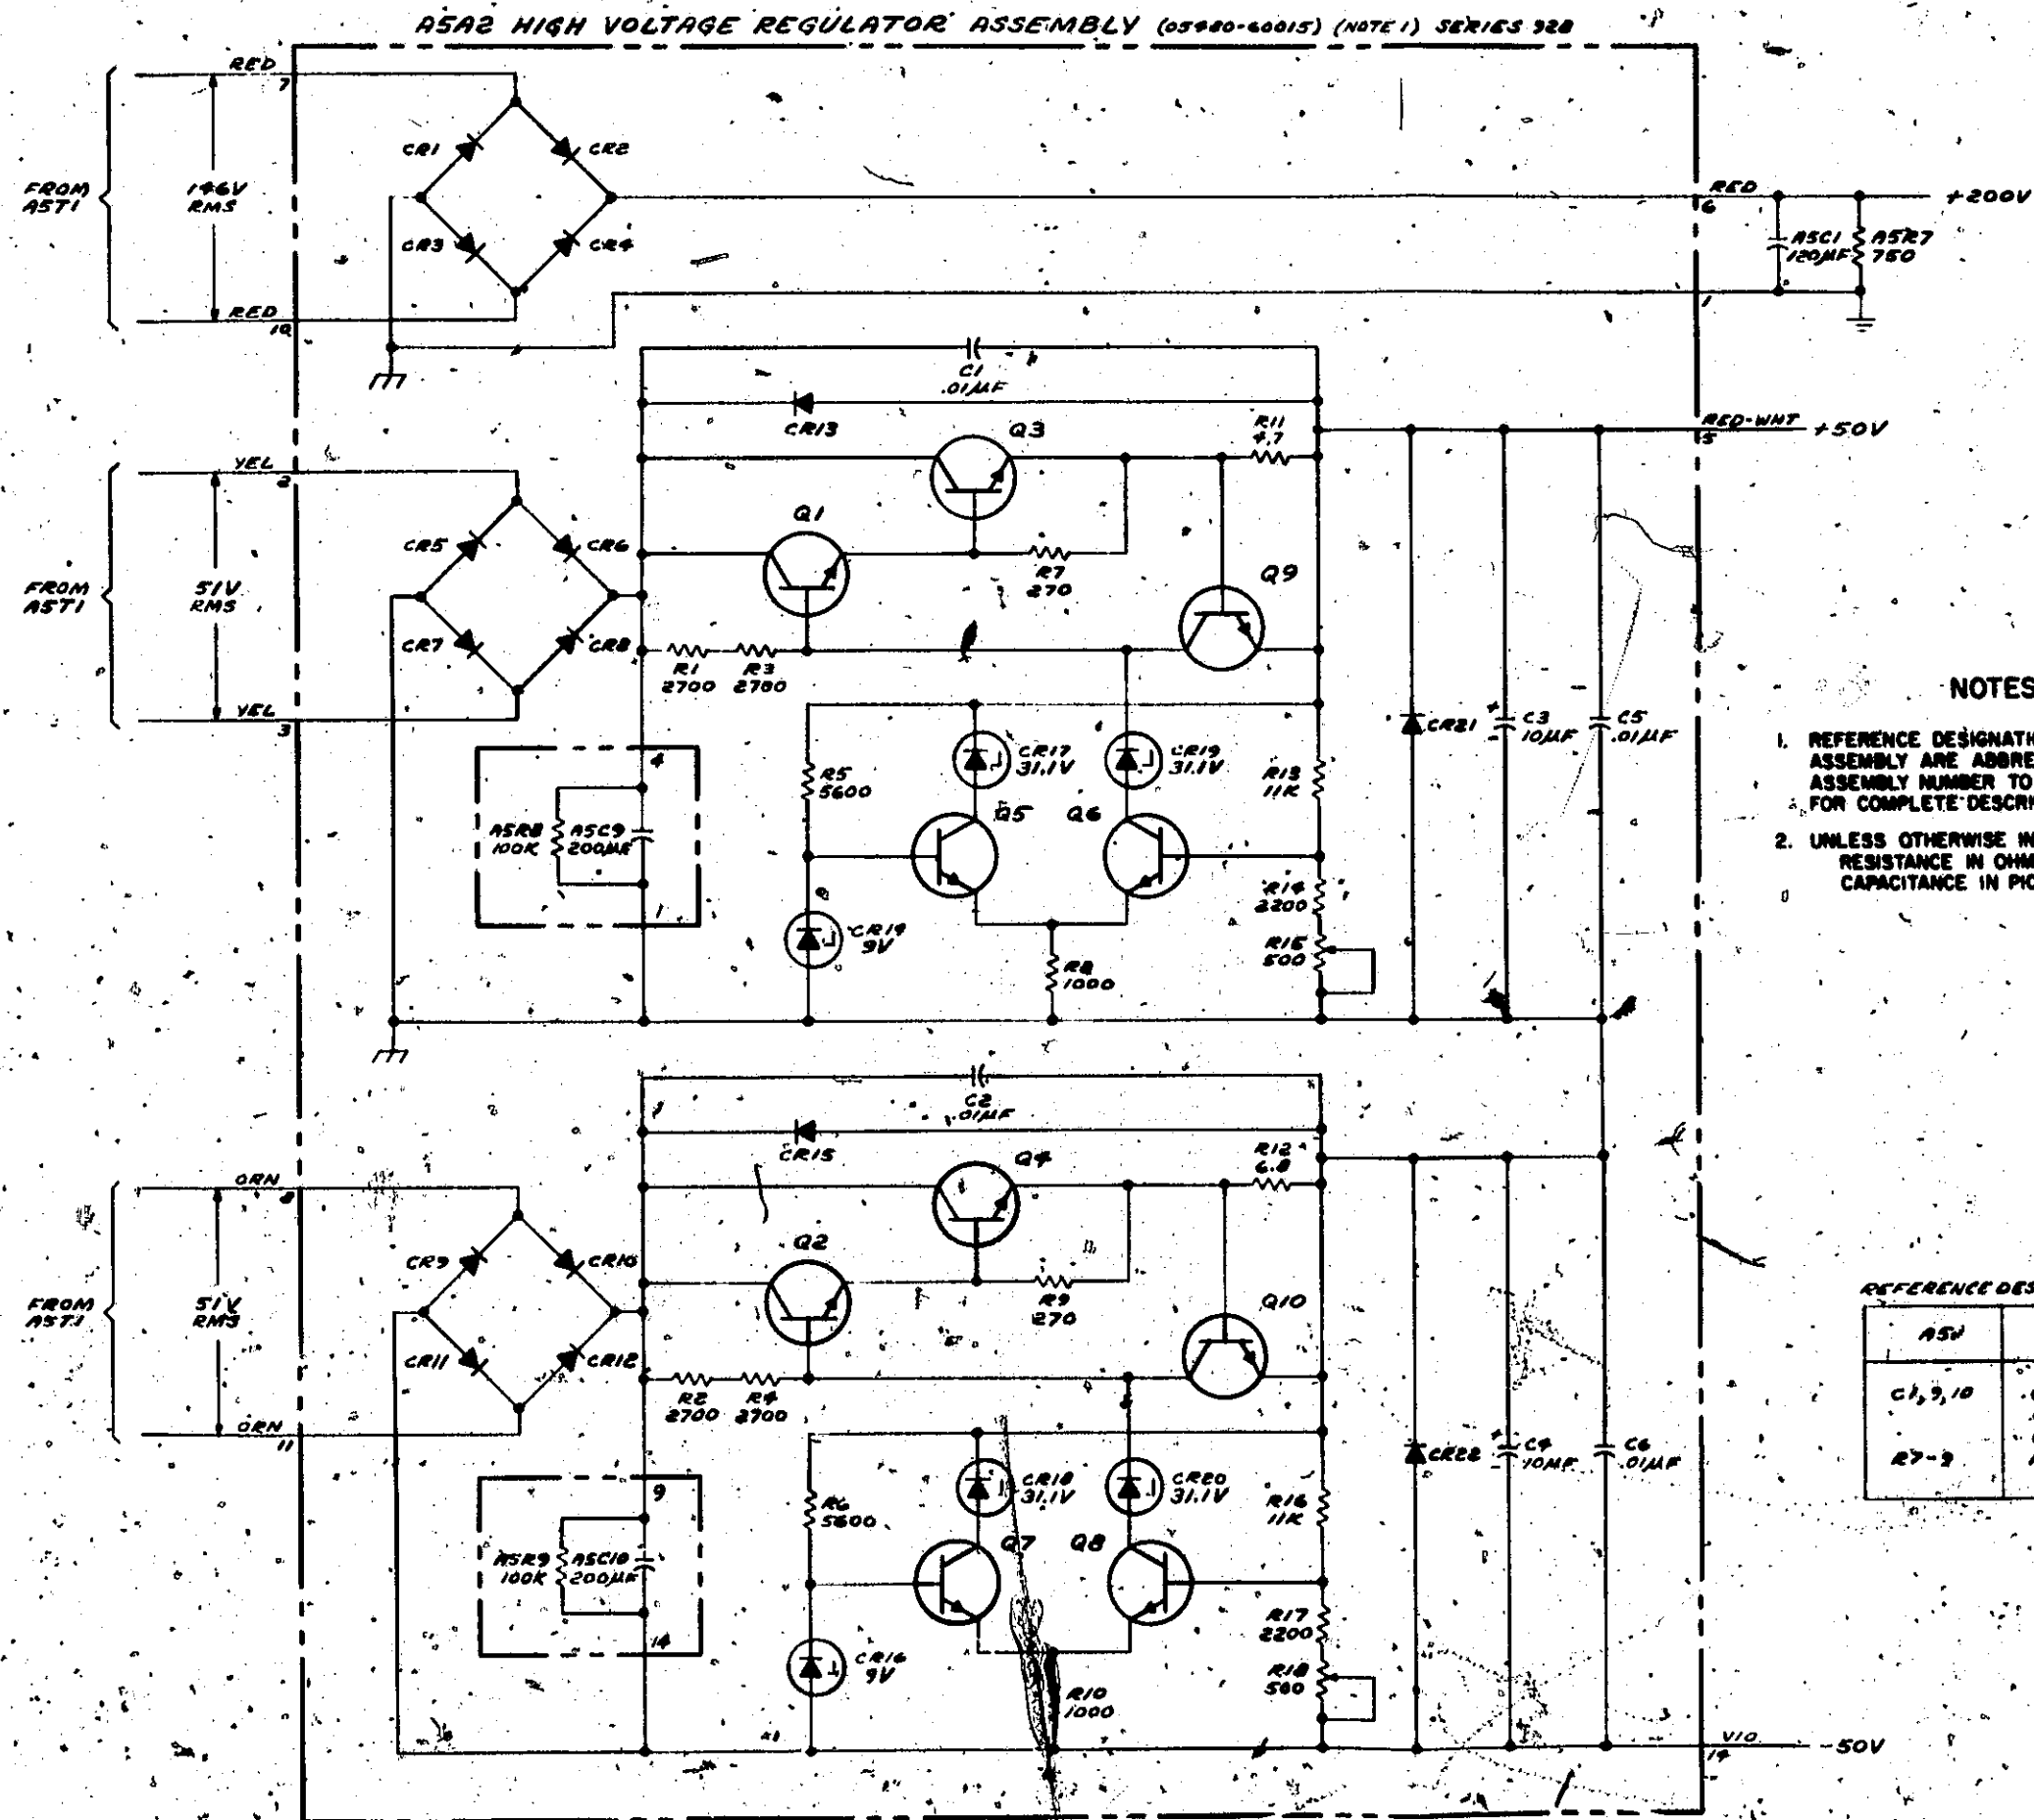 A5A2 HIGH VOLTAGE REGULATOR ASSEMBLY (05480-60015) (NOTE 1) SERIES 928
RED
7
FROM
A5T1
146V
RMS
CR1
CR2
CR3
CR4
RED
10
RED
6
+200V
A5C1
120µF
A5R7
750
1
C1
.01µF
CR13
Q3
R11
4.7
RED-WHT
5
+50V
YEL
2
FROM
A5T1
51V
RMS
CR5
CR6
CR7
CR8
YEL
3
Q1
R7
270
Q9
R1
2700
R3
2700
4
A5R8
100K
A5C9
200µF
1
R5
5600
CR17
31.1V
CR19
31.1V
Q5
Q6
R13
11K
CR14
9V
R8
1000
R14
2200
R15
500
CR21
C3
10µF
+
-
C5
.01µF
NOTES
1. REFERENCE DESIGNATI
ASSEMBLY ARE ABBRE
ASSEMBLY NUMBER TO
FOR COMPLETE DESCRI
2. UNLESS OTHERWISE IN
RESISTANCE IN OHM
CAPACITANCE IN PIC
C2
.01µF
CR15
Q4
R12
6.8
ORN
8
FROM
A5T1
51V
RMS
CR9
CR10
CR11
CR12
ORN
11
Q2
R9
270
Q10
R2
2700
R4
2700
9
A5R9
100K
A5C10
200µF
14
R6
5600
CR18
31.1V
CR20
31.1V
Q7
Q8
R16
11K
CR16
9V
R10
1000
R17
2200
R18
500
CR22
C4
10µF
+
-
C6
.01µF
VIO
14
-50V
REFERENCE DES
A5
C1,9,10
R7-9